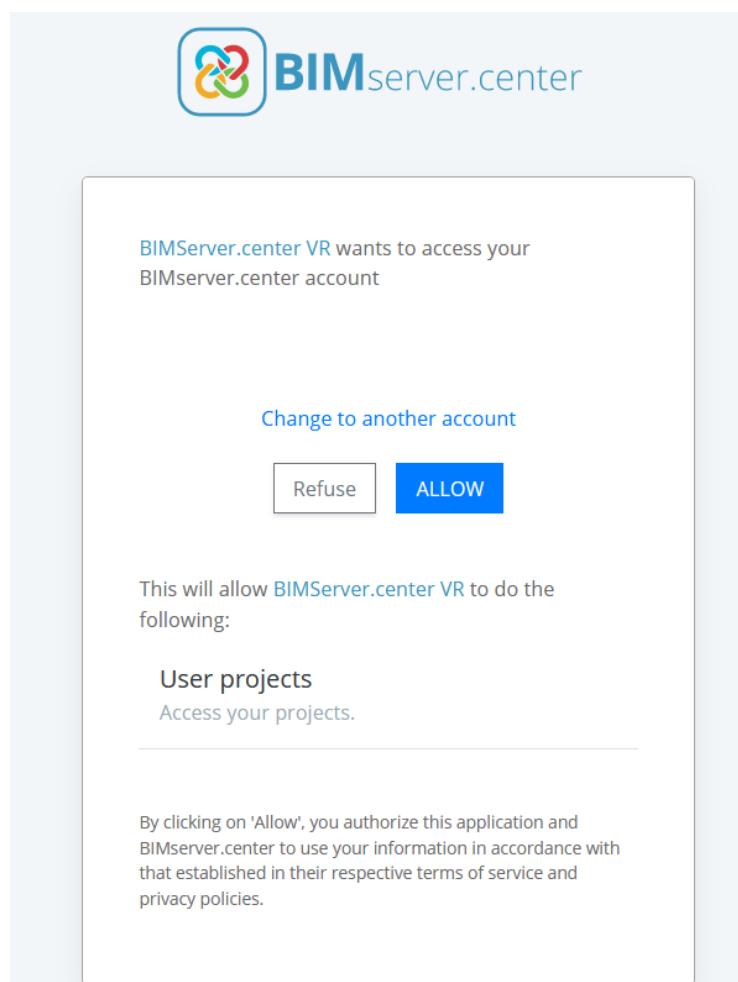 BIMserver.center
BIMServer.center VR wants to access your
BIMserver.center account
Change to another account
Refuse
ALLOW
This will allow BIMServer.center VR to do the
following:
User projects
Access your projects.
By clicking on 'Allow', you authorize this application and
BIMserver.center to use your information in accordance with
that established in their respective terms of service and
privacy policies.